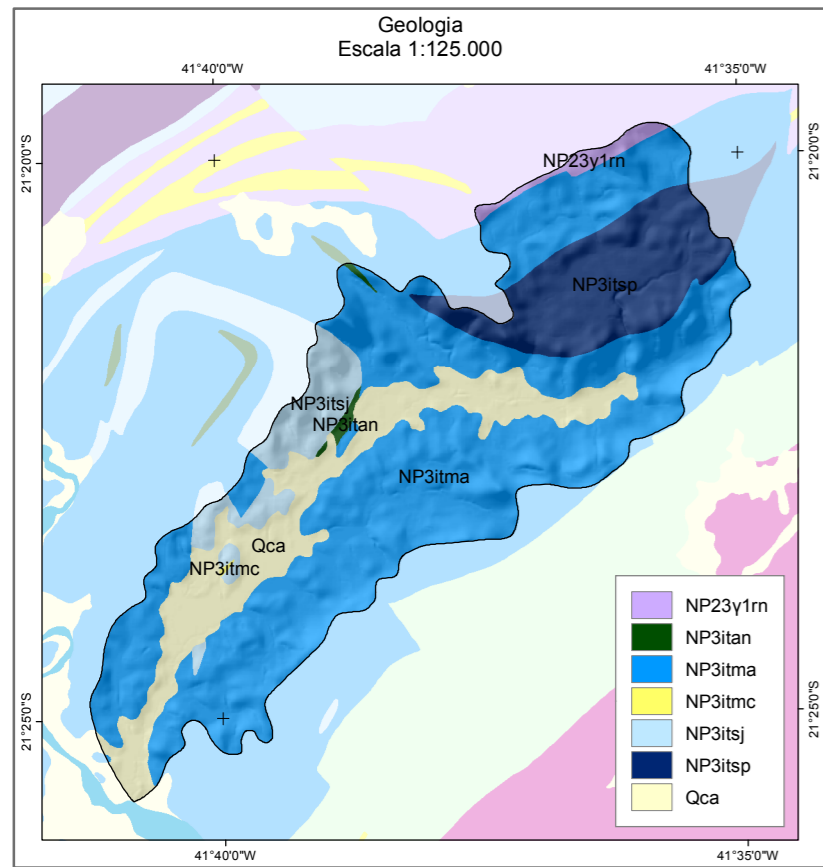 Geologia
Escala 1:125.000
41°40'0"W
41°35'0"W
21°20'0"S
21°20'0"S
NP23y1rn
NP3itsp
NP3itsj
NP3itan
NP3itma
Qca
NP3itmc
NP23γ1rn
NP3itan
NP3itma
NP3itmc
NP3itsj
NP3itsp
Qca
21°25'0"S
21°25'0"S
41°40'0"W
41°35'0"W